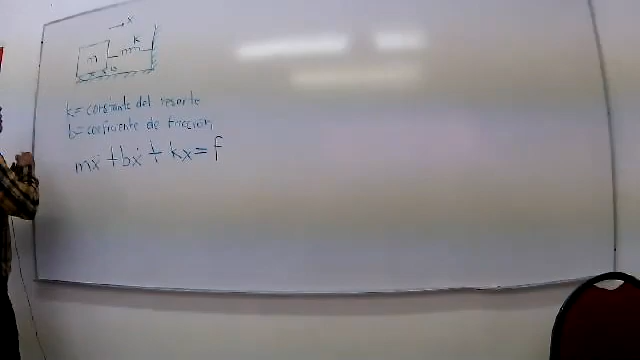 x
k
m
b
k = constante del resorte
b = coeficiente de fricción
mẍ + bẋ + kx = f